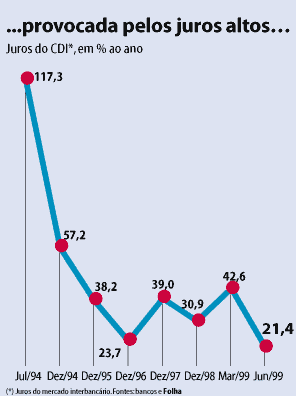 ...provocada pelos juros altos...
Juros do CDI*, em % ao ano
117,3
57,2
38,2
23,7
39,0
30,9
42,6
21,4
Jul/94 Dez/94 Dez/95 Dez/96 Dez/97 Dez/98 Mar/99 Jun/99
(*) Juros do mercado interbancário. Fontes: bancos e Folha